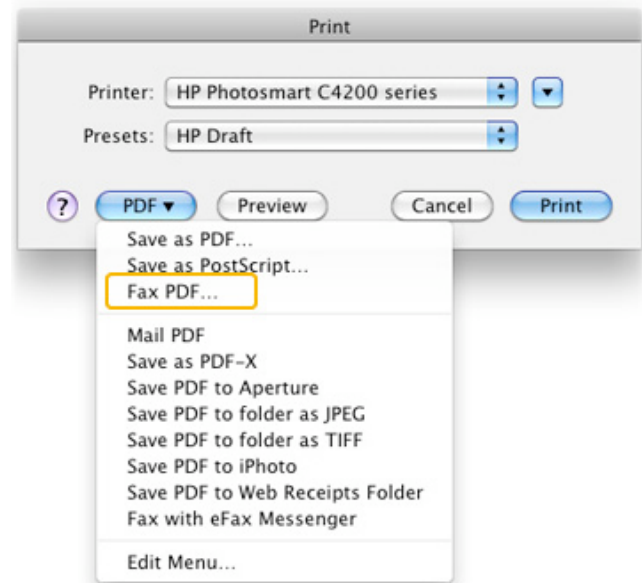 Print
Printer: HP Photosmart C4200 series
Presets: HP Draft
? PDF Preview Cancel Print
Save as PDF...
Save as PostScript...
Fax PDF...
Mail PDF
Save as PDF-X
Save PDF to Aperture
Save PDF to folder as JPEG
Save PDF to folder as TIFF
Save PDF to iPhoto
Save PDF to Web Receipts Folder
Fax with eFax Messenger
Edit Menu...